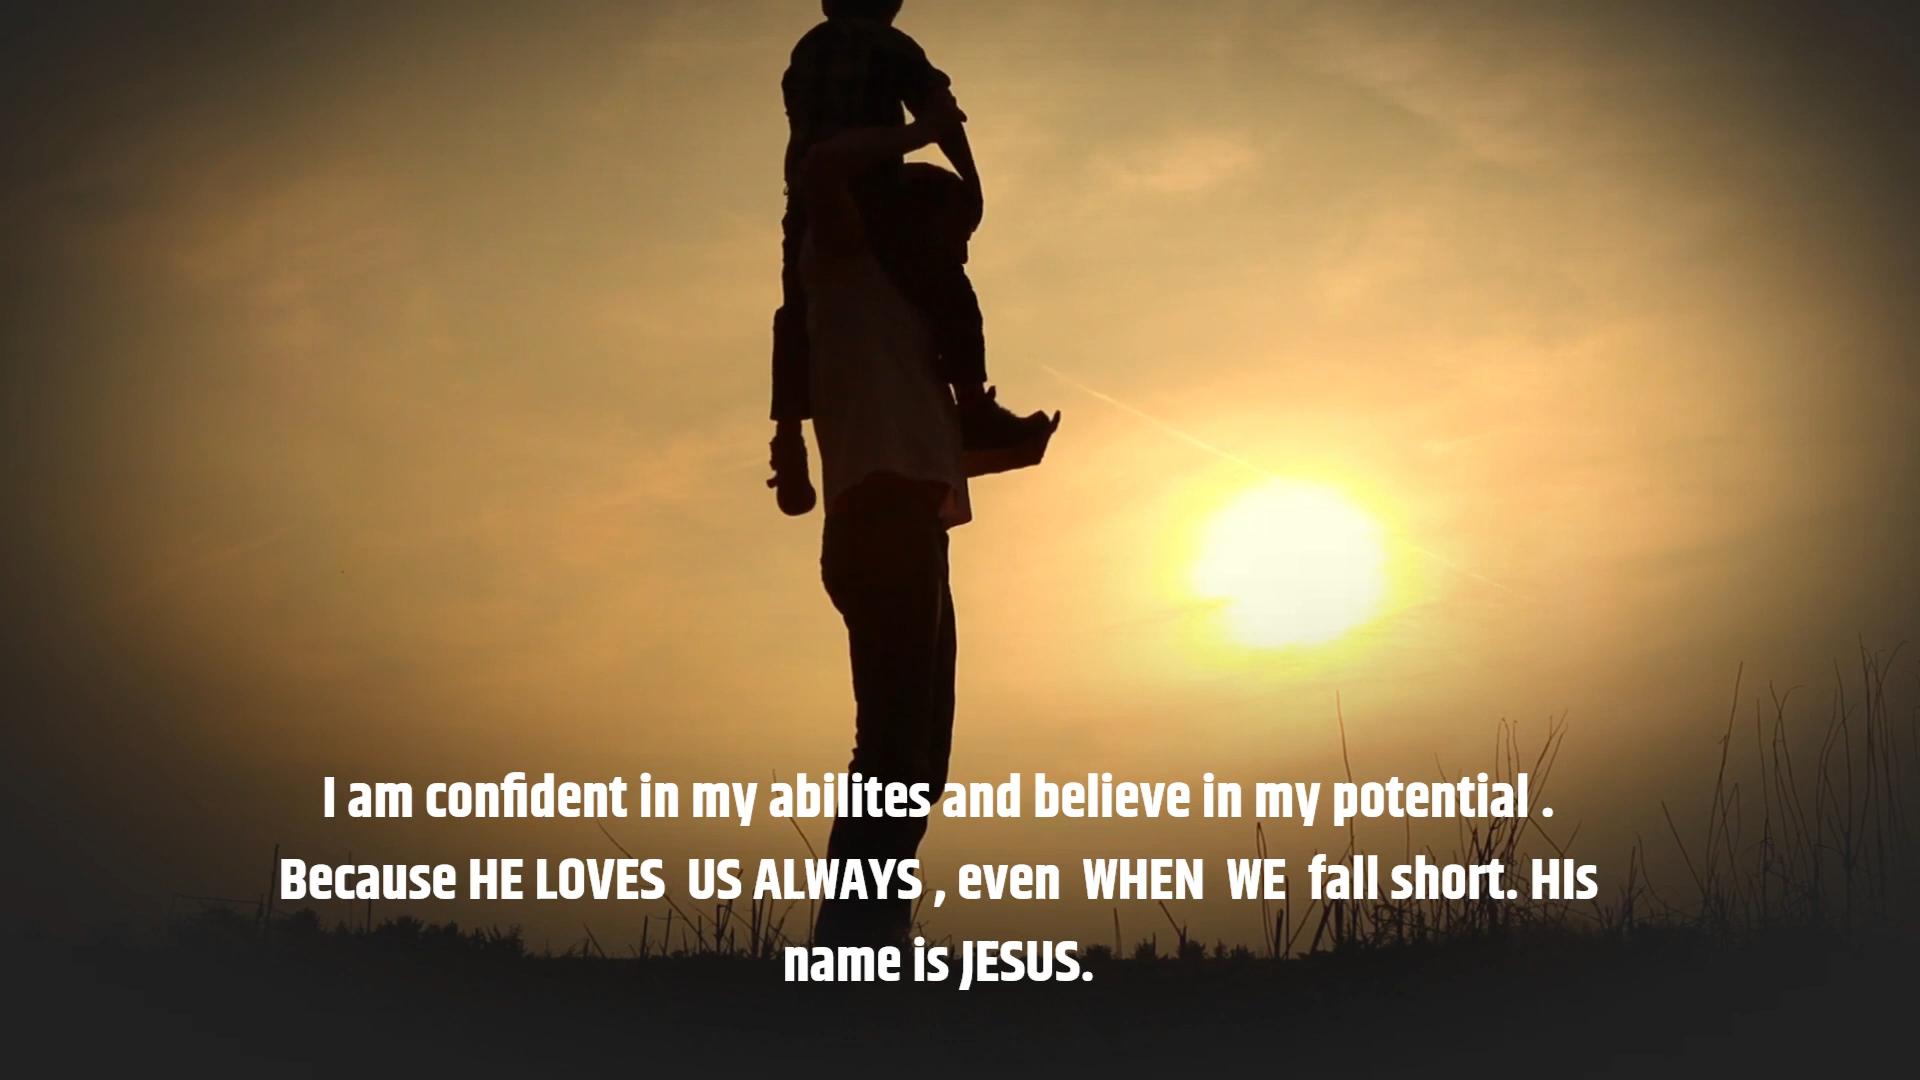 I am confident in my abilites and believe in my potential .
Because HE LOVES  US ALWAYS , even  WHEN  WE  fall short. HIs
name is JESUS.